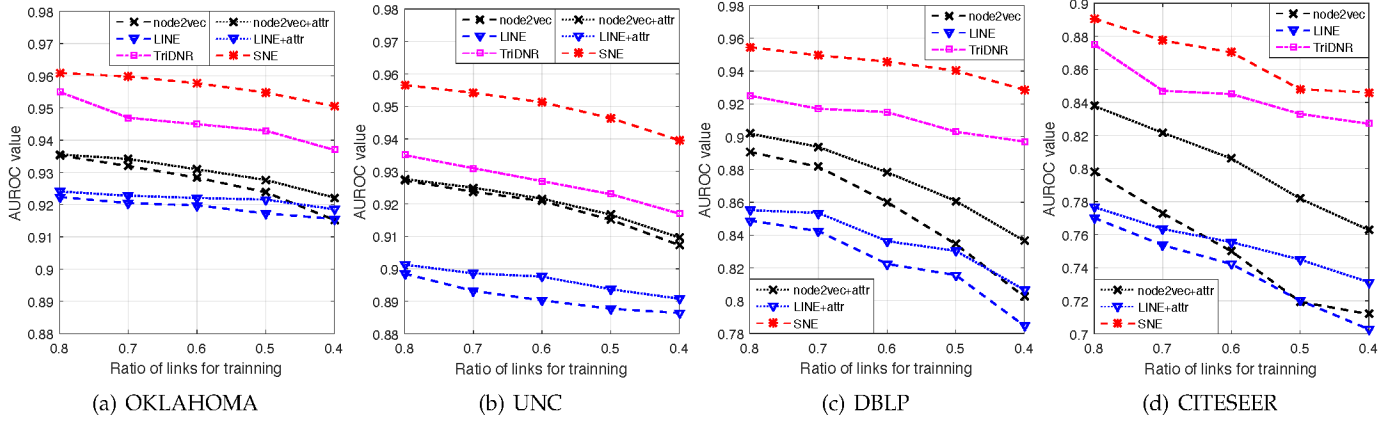 0.98
0.97
0.96
0.95
0.94
0.93
0.92
0.91
0.9
0.89
0.88
AUROC value
node2vec
node2vec+attr
LINE
LINE+attr
TriDNR
SNE
0.8 0.7 0.6 0.5 0.4
Ratio of links for trainning
(a) OKLAHOMA
0.98
0.97
0.96
0.95
0.94
0.93
0.92
0.91
0.9
0.89
0.88
AUROC value
node2vec
node2vec+attr
LINE
LINE+attr
TriDNR
SNE
0.8 0.7 0.6 0.5 0.4
Ratio of links for trainning
(b) UNC
0.98
0.96
0.94
0.92
0.9
0.88
0.86
0.84
0.82
0.8
0.78
AUROC value
node2vec
LINE
TriDNR
node2vec+attr
LINE+attr
SNE
0.8 0.7 0.6 0.5 0.4
Ratio of links for trainning
(c) DBLP
0.9
0.88
0.86
0.84
0.82
0.8
0.78
0.76
0.74
0.72
0.7
AUROC value
node2vec
LINE
TriDNR
node2vec+attr
LINE+attr
SNE
0.8 0.7 0.6 0.5 0.4
Ratio of links for trainning
(d) CITESEER